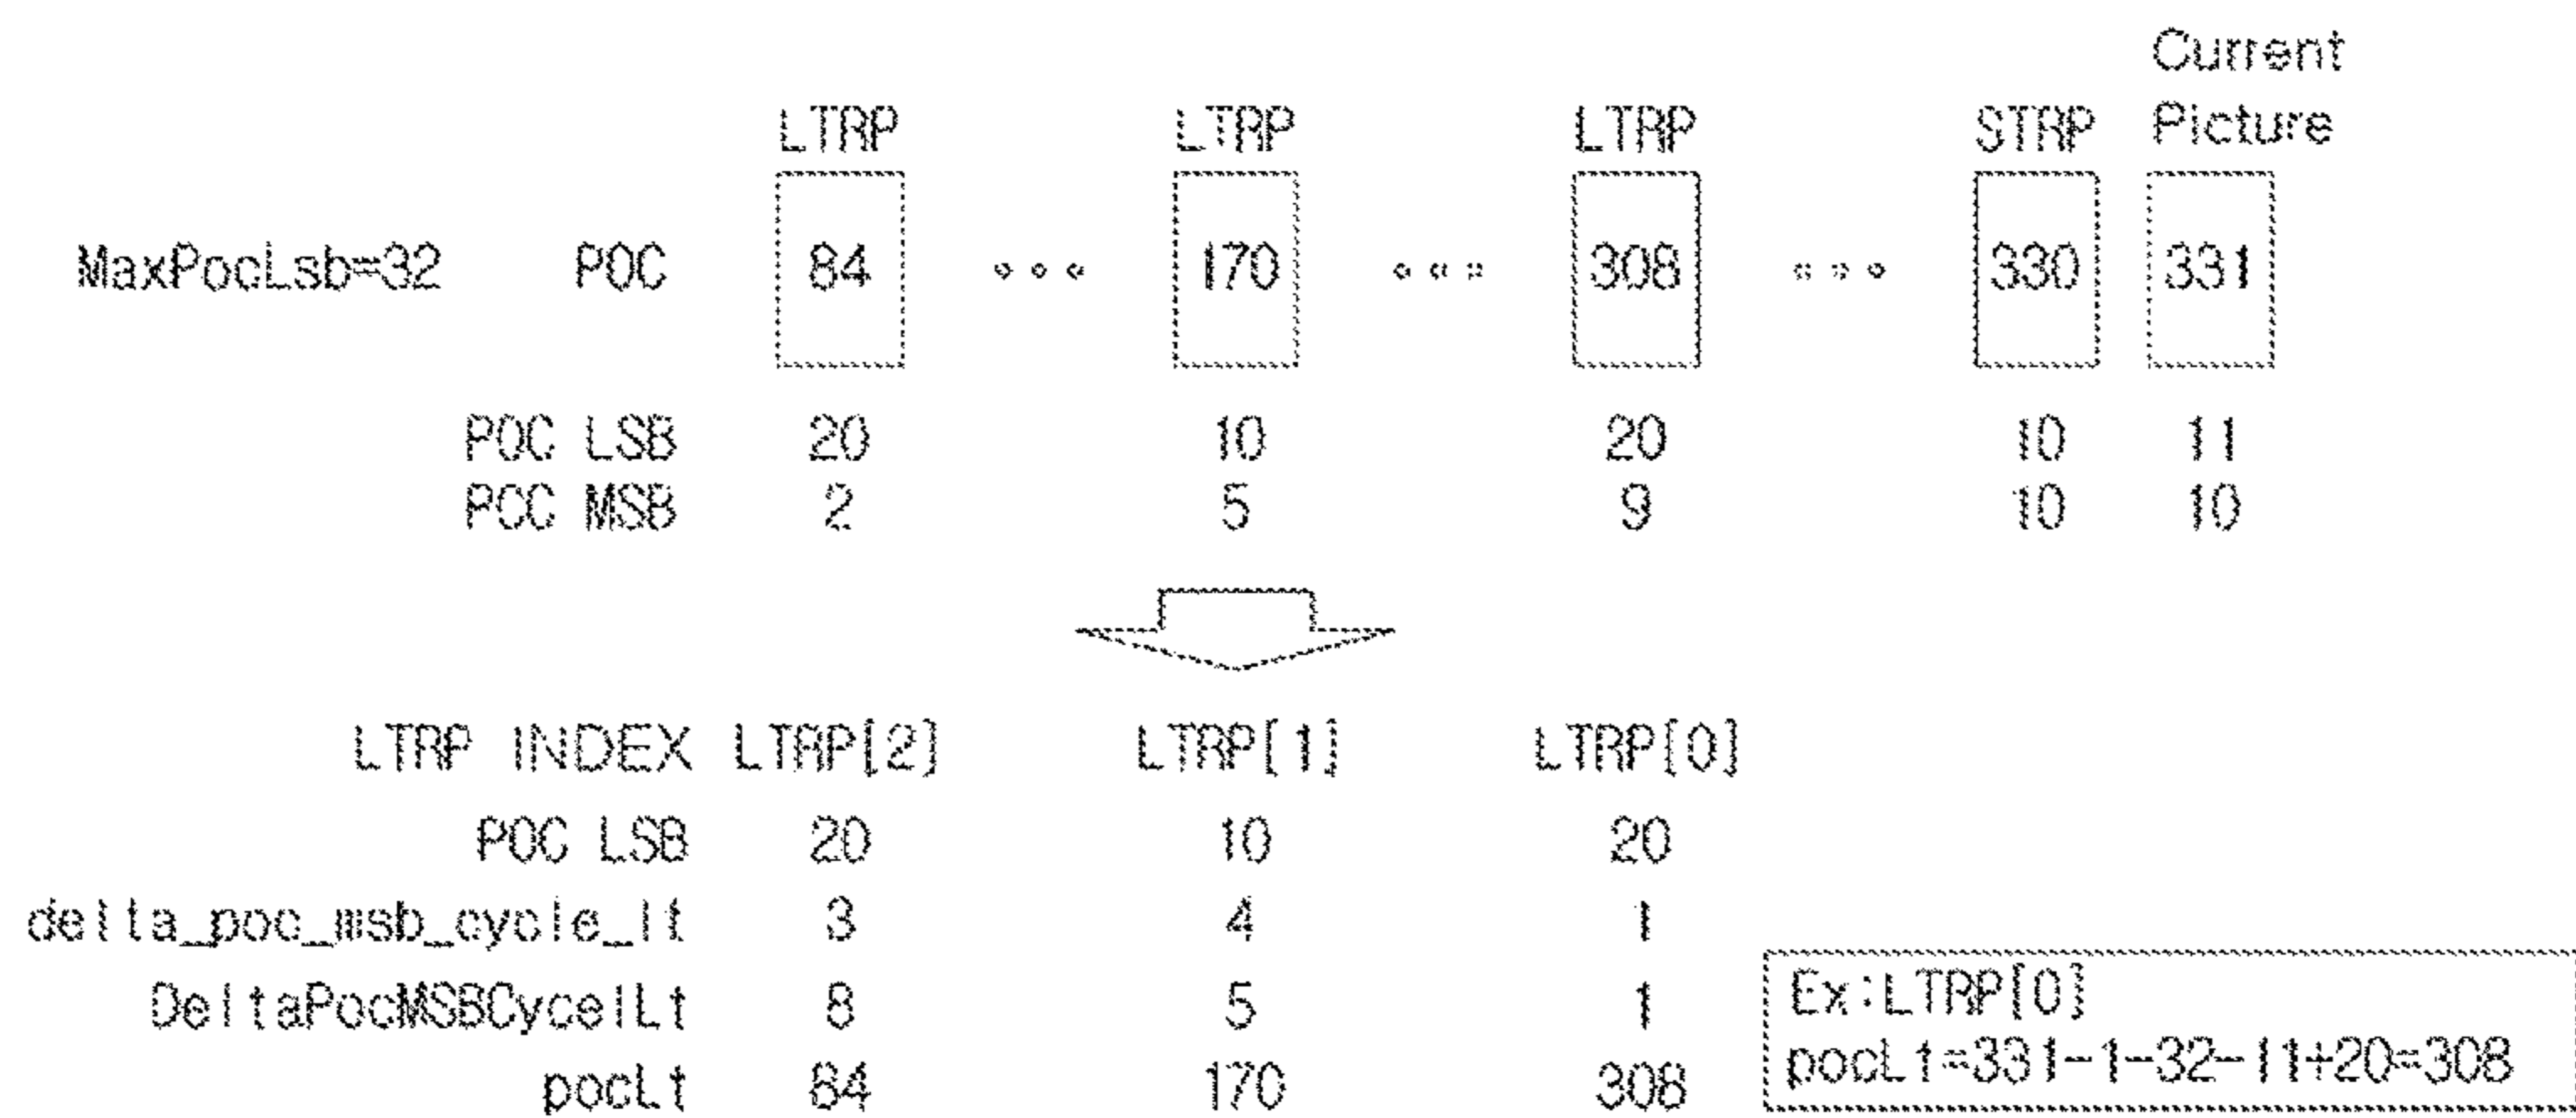 Current
LTRP LTRP LTRP STRP Picture
MaxPocLsb=32 POC 84 ... 170 ... 308 ... 330 331
POC LSB 20 10 20 10 11
POC MSB 2 5 9 10 10
LTRP INDEX LTRP[2] LTRP[1] LTRP[0]
POC LSB 20 10 20
delta_poc_msb_cycle_lt 3 4 1
DeltaPocMSBCycelLt 8 5 1
pocLt 84 170 308
Ex:LTRP[0]
pocLt=331-1-32-11+20=308